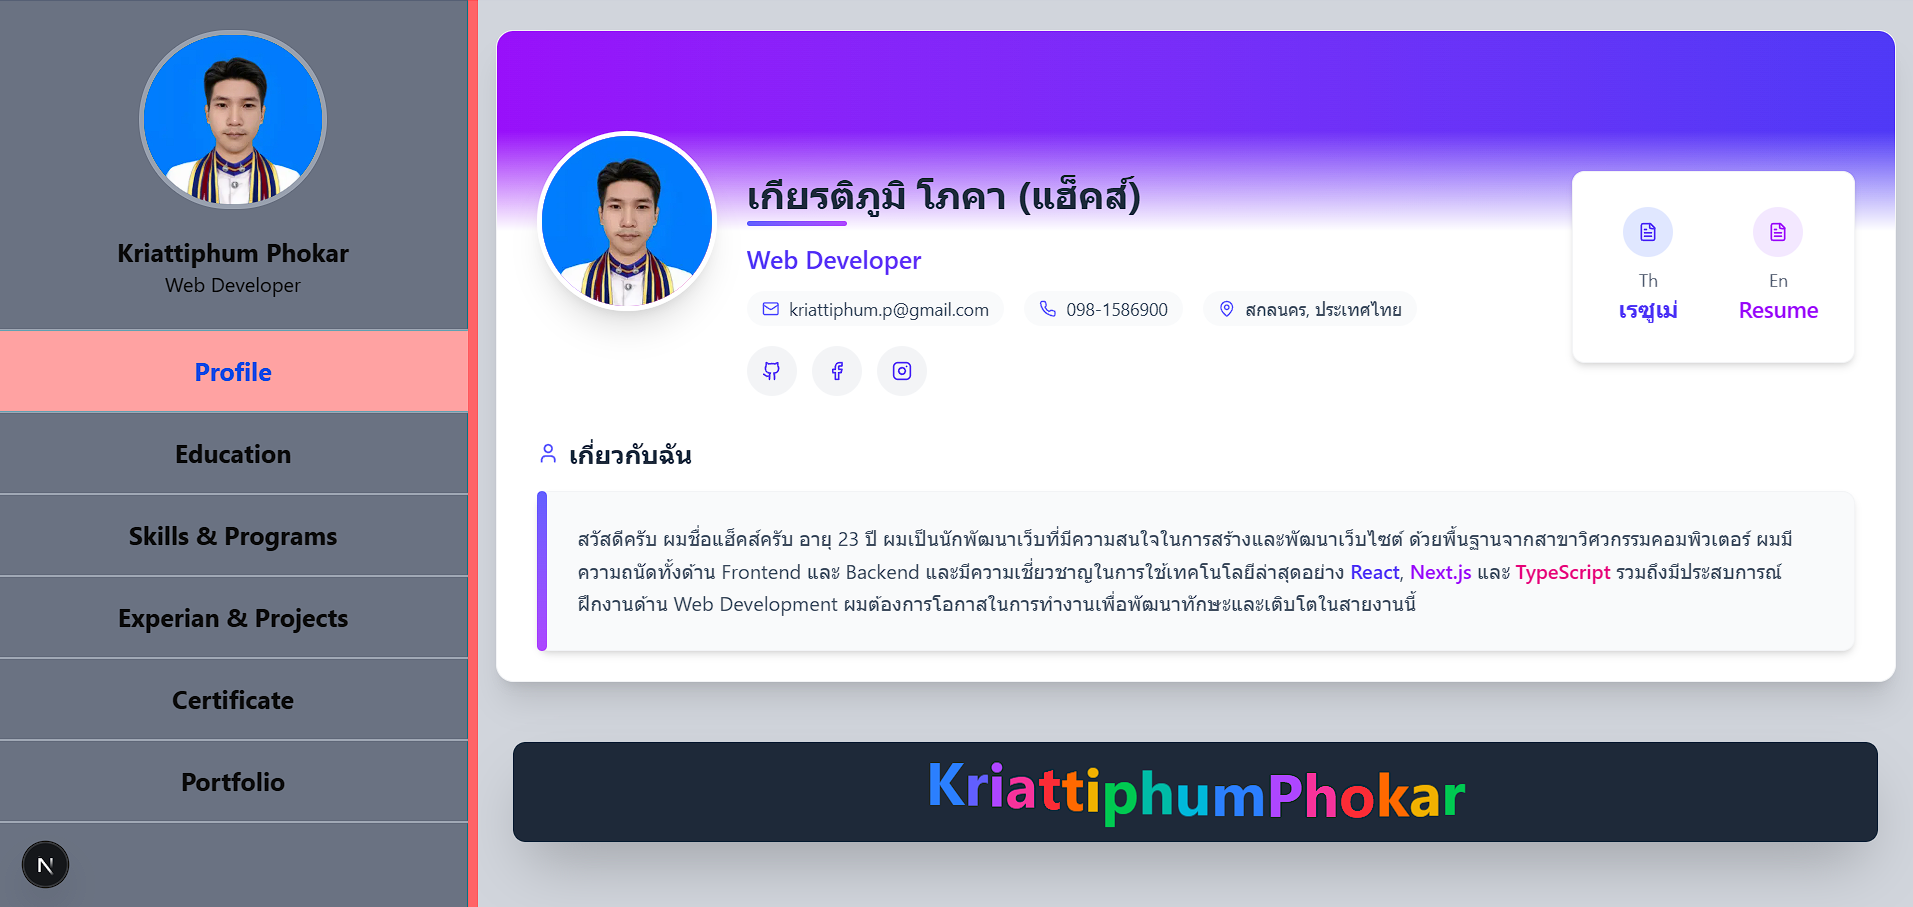 Kriattiphum Phokar
Web Developer
Profile
Education
Skills & Programs
Experian & Projects
Certificate
Portfolio
N
เกียรติภูมิ โภคา (แฮ็คส์)
Web Developer
kriattiphum.p@gmail.com
098-1586900
สกลนคร, ประเทศไทย
Th
เรซูเม่
En
Resume
เกี่ยวกับฉัน
สวัสดีครับ ผมชื่อแฮ็คส์ครับ อายุ 23 ปี ผมเป็นนักพัฒนาเว็บที่มีความสนใจในการสร้างและพัฒนาเว็บไซต์ ด้วยพื้นฐานจากสาขาวิศวกรรมคอมพิวเตอร์ ผมมี
ความถนัดทั้งด้าน Frontend และ Backend และมีความเชี่ยวชาญในการใช้เทคโนโลยีล่าสุดอย่าง React, Next.js และ TypeScript รวมถึงมีประสบการณ์
ฝึกงานด้าน Web Development ผมต้องการโอกาสในการทำงานเพื่อพัฒนาทักษะและเติบโตในสายงานนี้
KriattiphumPhokar